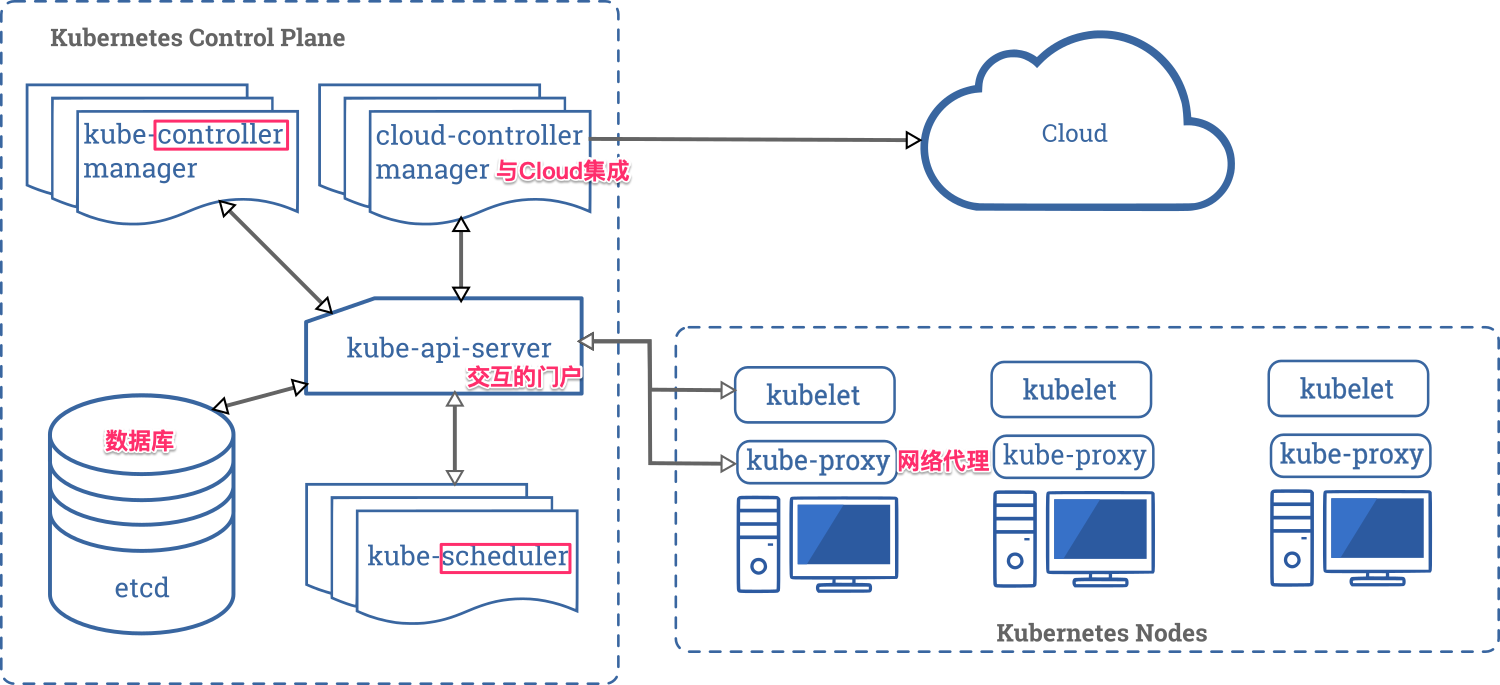 Kubernetes Control Plane
kube-controller
manager
cloud-controller
manager 与Cloud集成
Cloud
kube-api-server
交互的门户
数据库
etcd
kube-scheduler
kubelet
kubelet
kubelet
kube-proxy 网络代理
kube-proxy
kube-proxy
Kubernetes Nodes